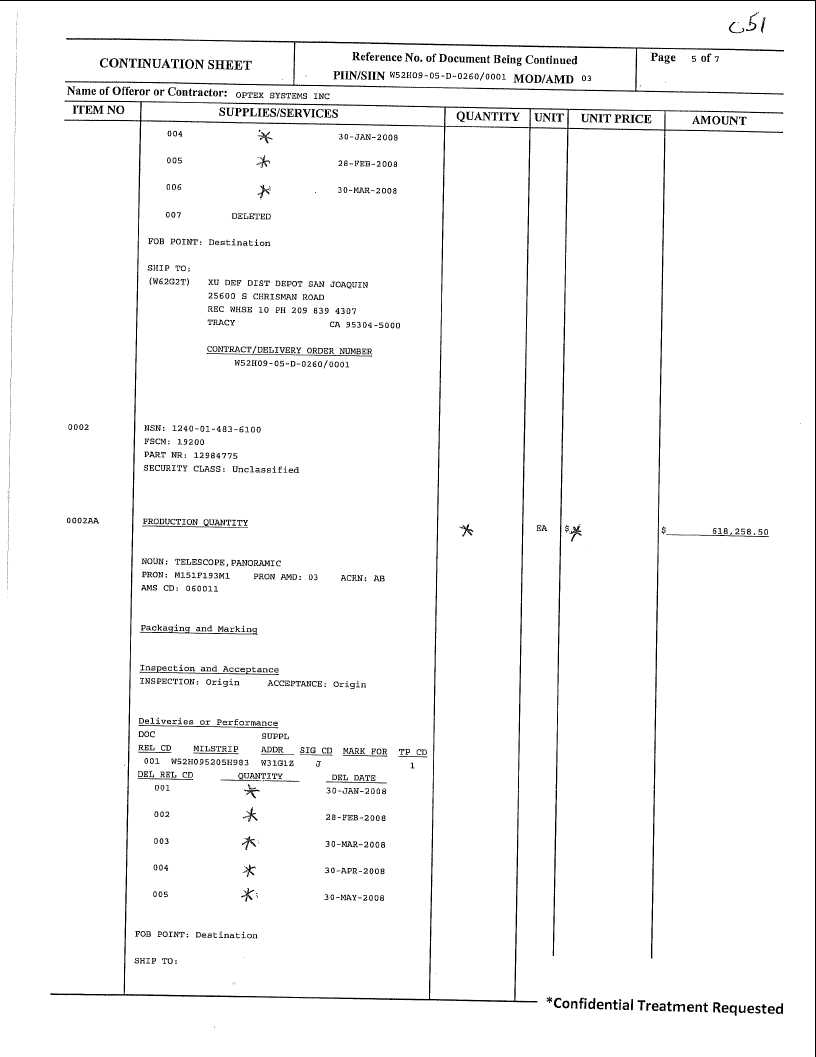 c51
CONTINUATION SHEET
Reference No. of Document Being Continued
PIIN/SIIN W52H09-05-D-0260/0001 MOD/AMD 03
Page 5 of 7
Name of Offeror or Contractor: OPTEX SYSTEMS INC
ITEM NO SUPPLIES/SERVICES QUANTITY UNIT UNIT PRICE AMOUNT
004 * 30-JAN-2008
005 * 28-FEB-2008
006 * 30-MAR-2008
007 DELETED
FOB POINT: Destination
SHIP TO:
(W62G2T) XU DEF DIST DEPOT SAN JOAQUIN
25600 S CHRISMAN ROAD
REC WHSE 10 PH 209 839 4307
TRACY CA 95304-5000
CONTRACT/DELIVERY ORDER NUMBER
W52H09-05-D-0260/0001
0002 NSN: 1240-01-483-6100
FSCM: 19200
PART NR: 12984775
SECURITY CLASS: Unclassified
0002AA PRODUCTION QUANTITY * EA $ * $ 618,258.50
NOUN: TELESCOPE,PANORAMIC
PRON: M151F193M1 PRON AMD: 03 ACRN: AB
AMS CD: 060011
Packaging and Marking
Inspection and Acceptance
INSPECTION: Origin ACCEPTANCE: Origin
Deliveries or Performance
DOC SUPPL
REL CD MILSTRIP ADDR SIG CD MARK FOR TP CD
001 W52H095205H983 W31G1Z J 1
DEL REL CD QUANTITY DEL DATE
001 * 30-JAN-2008
002 * 28-FEB-2008
003 * 30-MAR-2008
004 * 30-APR-2008
005 * 30-MAY-2008
FOB POINT: Destination
SHIP TO:
*Confidential Treatment Requested